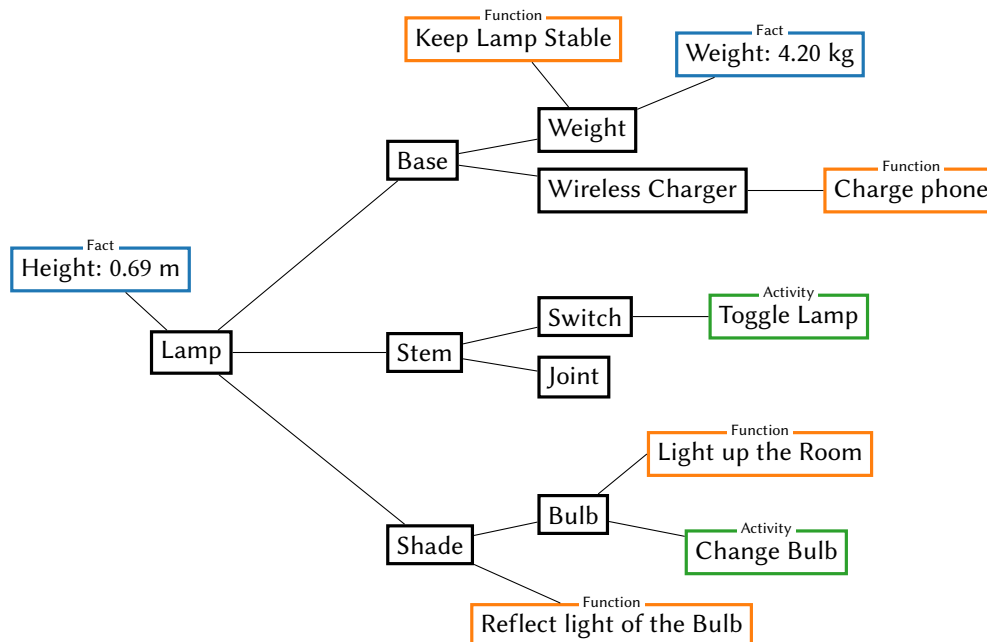 Function
Keep Lamp Stable
Fact
Weight: 4.20 kg
Weight
Base
Function
Wireless Charger
Charge phone
Fact
Height: 0.69 m
Activity
Switch
Toggle Lamp
Lamp
Stem
Joint
Function
Light up the Room
Bulb
Activity
Shade
Change Bulb
Function
Reflect light of the Bulb